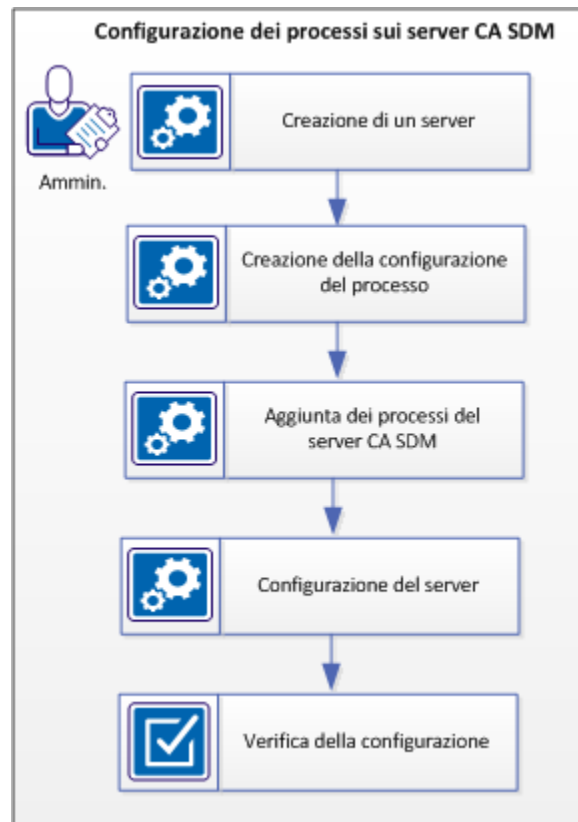 Configurazione dei processi sui server CA SDM
Ammin.
Creazione di un server
Creazione della configurazione
del processo
Aggiunta dei processi del
server CA SDM
Configurazione del server
Verifica della configurazione